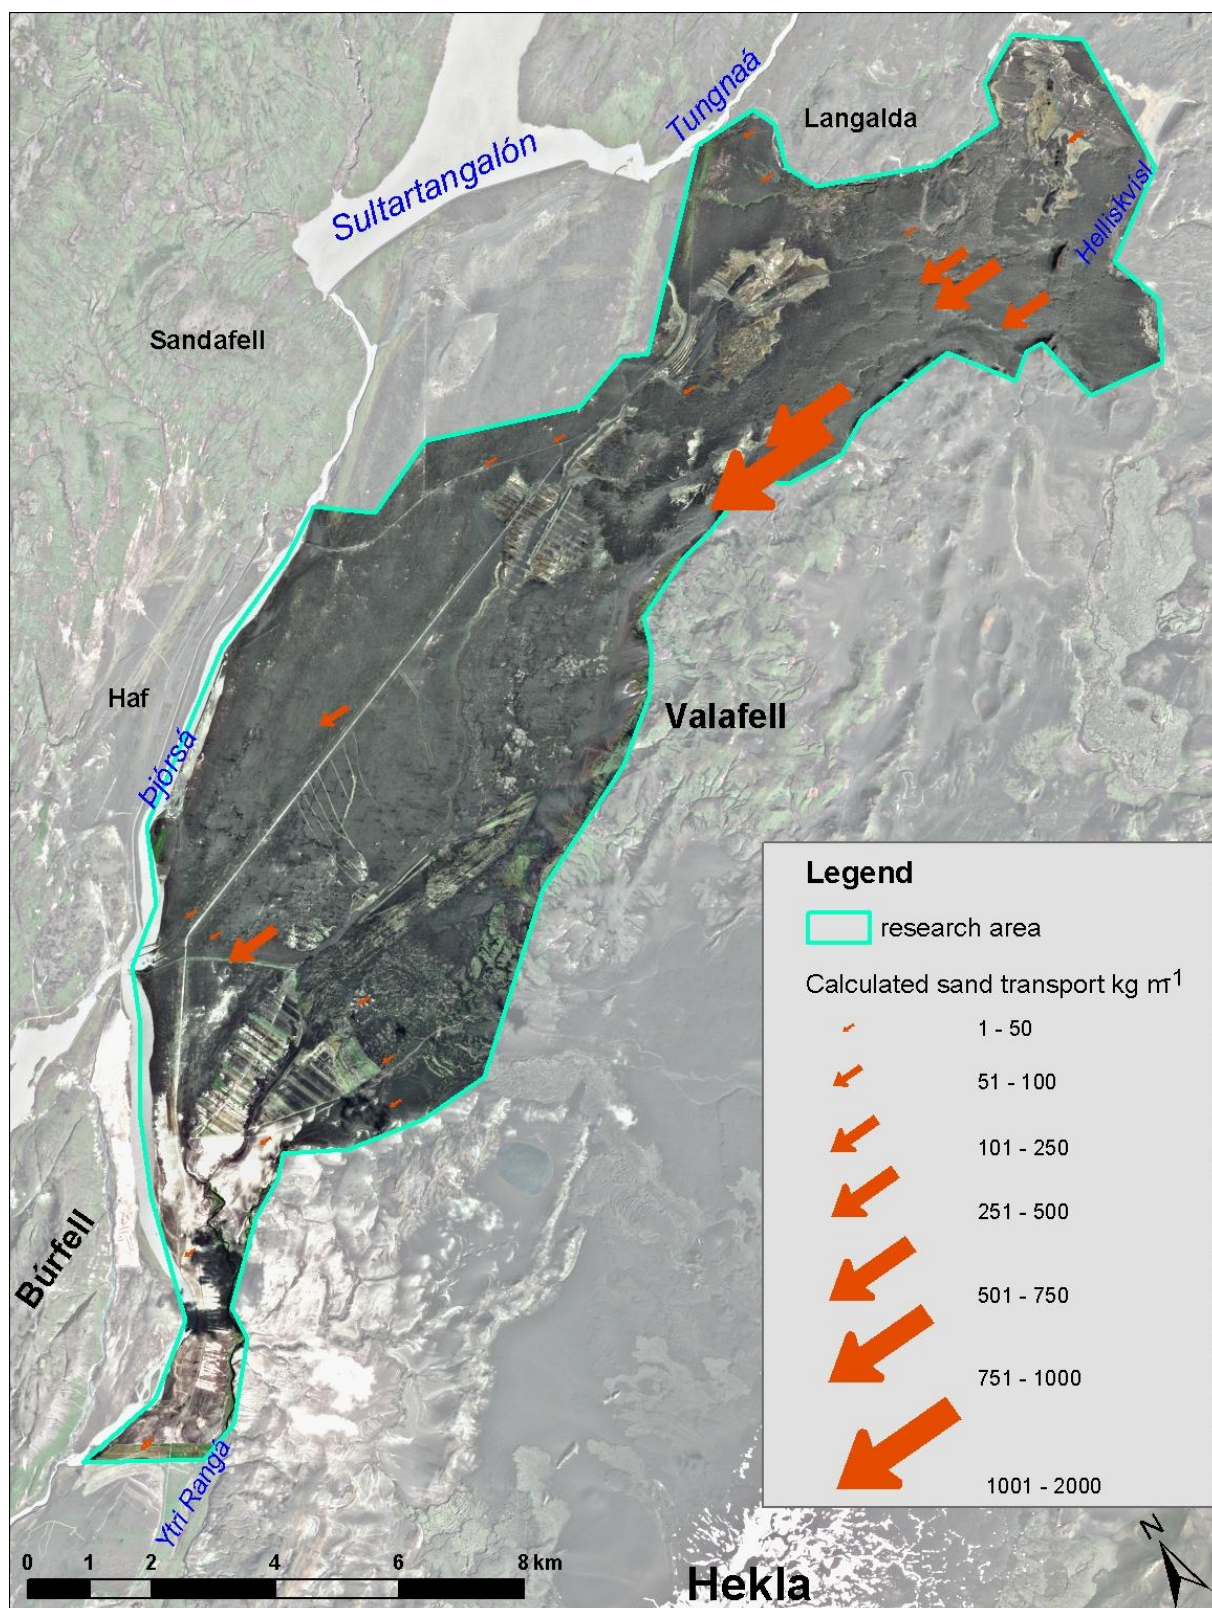 Tungnaá
Langalda
Sultartangalón
Helliskvísl
Sandafell
Haf
Valafell
Þjórsá
Legend
research area
Calculated sand transport kg m⁻¹
1 - 50
51 - 100
101 - 250
251 - 500
501 - 750
751 - 1000
1001 - 2000
Búrfell
Ytri Rangá
N
0 1 2 4 6 8 km
Hekla